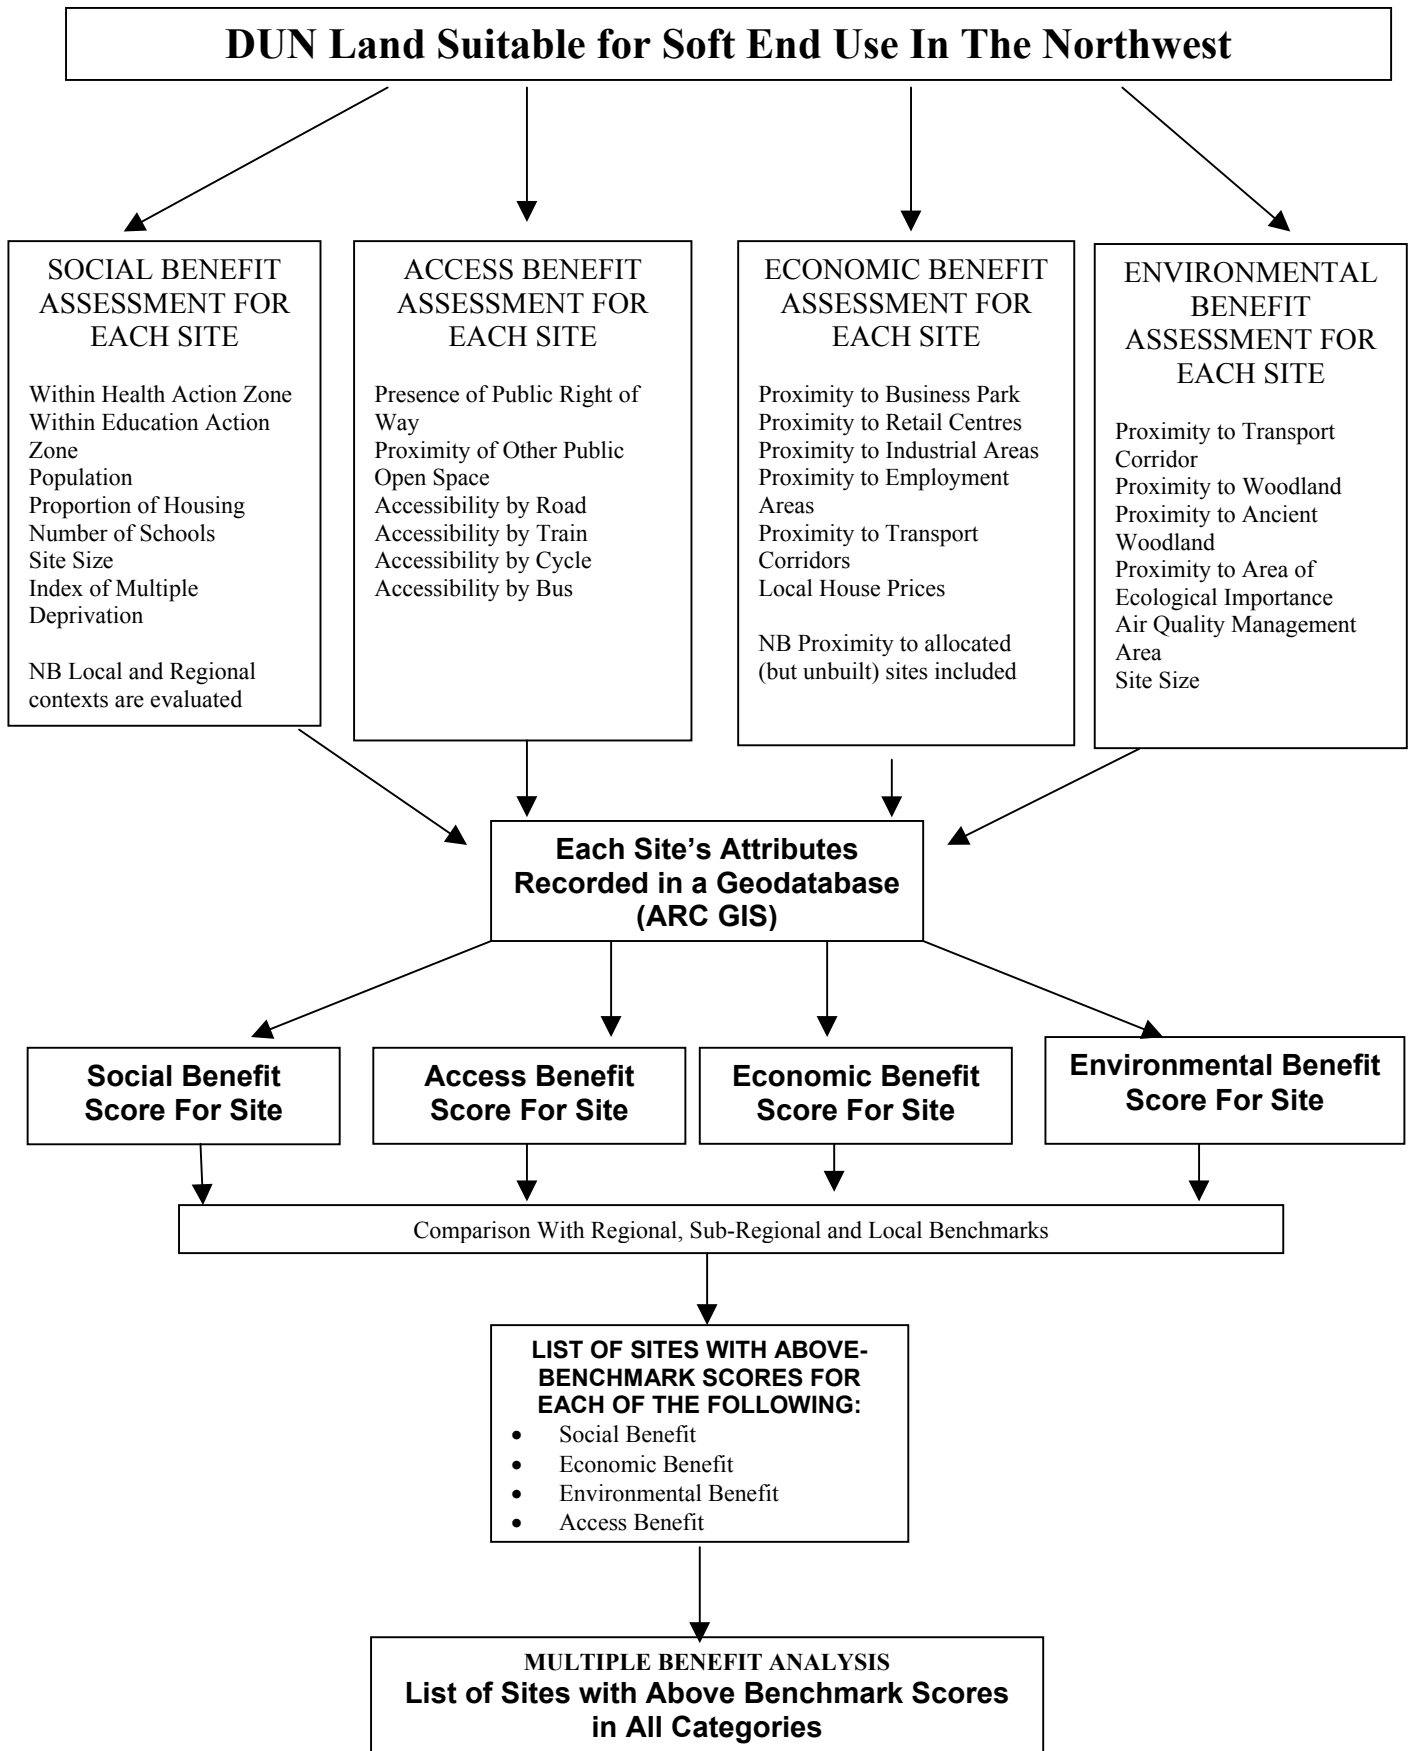 DUN Land Suitable for Soft End Use In The Northwest
SOCIAL BENEFIT
ASSESSMENT FOR
EACH SITE
Within Health Action Zone
Within Education Action
Zone
Population
Proportion of Housing
Number of Schools
Site Size
Index of Multiple
Deprivation
NB Local and Regional
contexts are evaluated
ACCESS BENEFIT
ASSESSMENT FOR
EACH SITE
Presence of Public Right of
Way
Proximity of Other Public
Open Space
Accessibility by Road
Accessibility by Train
Accessibility by Cycle
Accessibility by Bus
ECONOMIC BENEFIT
ASSESSMENT FOR
EACH SITE
Proximity to Business Park
Proximity to Retail Centres
Proximity to Industrial Areas
Proximity to Employment
Areas
Proximity to Transport
Corridors
Local House Prices
NB Proximity to allocated
(but unbuilt) sites included
ENVIRONMENTAL
BENEFIT
ASSESSMENT FOR
EACH SITE
Proximity to Transport
Corridor
Proximity to Woodland
Proximity to Ancient
Woodland
Proximity to Area of
Ecological Importance
Air Quality Management
Area
Site Size
Each Site’s Attributes
Recorded in a Geodatabase
(ARC GIS)
Social Benefit
Score For Site
Access Benefit
Score For Site
Economic Benefit
Score For Site
Environmental Benefit
Score For Site
Comparison With Regional, Sub-Regional and Local Benchmarks
LIST OF SITES WITH ABOVE-
BENCHMARK SCORES FOR
EACH OF THE FOLLOWING:
• Social Benefit
• Economic Benefit
• Environmental Benefit
• Access Benefit
MULTIPLE BENEFIT ANALYSIS
List of Sites with Above Benchmark Scores
in All Categories